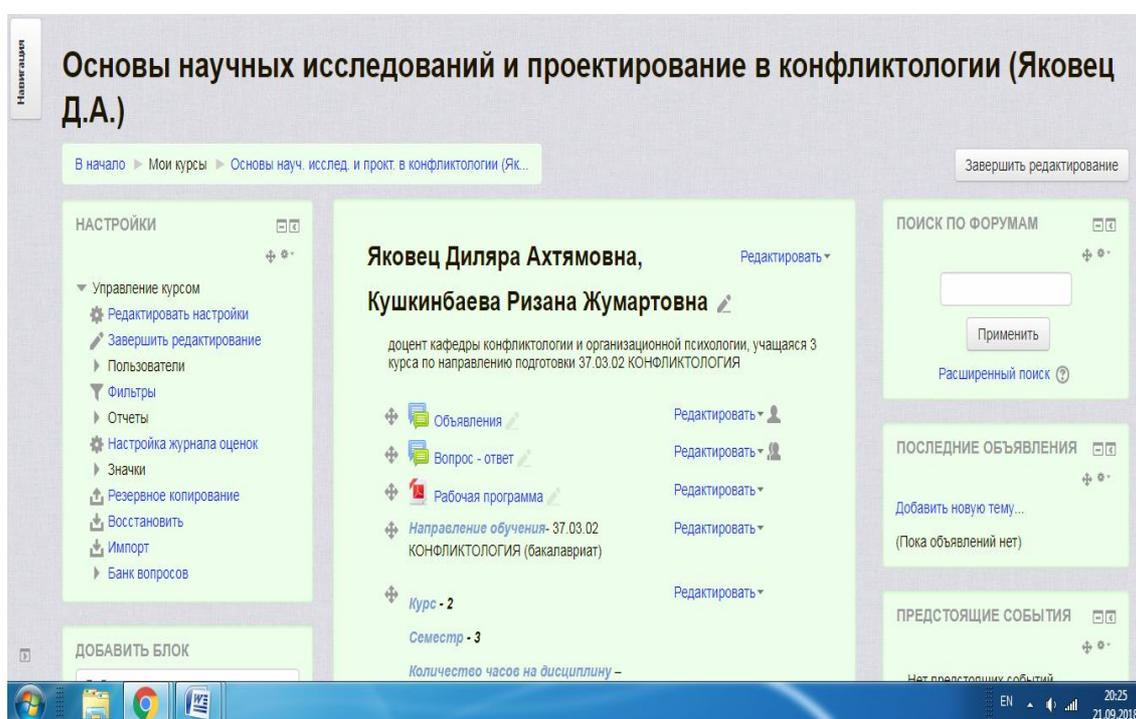 Навигация
Основы научных исследований и проектирование в конфликтологии (Яковец
Д.А.)
В начало
Мои курсы
Основы науч. исслед. и прокт. в конфликтологии (Як...
Завершить редактирование
НАСТРОЙКИ
Управление курсом
Редактировать настройки
Завершить редактирование
Пользователи
Фильтры
Отчеты
Настройка журнала оценок
Значки
Резервное копирование
Восстановить
Импорт
Банк вопросов
ДОБАВИТЬ БЛОК
Яковец Диляра Ахтямовна,
Редактировать
Кушкинбаева Ризана Жумартовна
доцент кафедры конфликтологии и организационной психологии, учащаяся 3
курса по направлению подготовки 37.03.02 КОНФЛИКТОЛОГИЯ
Объявления
Редактировать
Вопрос - ответ
Редактировать
Рабочая программа
Редактировать
Направление обучения- 37.03.02
Редактировать
КОНФЛИКТОЛОГИЯ (бакалавриат)
Редактировать
Курс - 2
Семестр - 3
Количество часов на дисциплину –
ПОИСК ПО ФОРУМАМ
Применить
Расширенный поиск
ПОСЛЕДНИЕ ОБЪЯВЛЕНИЯ
Добавить новую тему...
(Пока объявлений нет)
ПРЕДСТОЯЩИЕ СОБЫТИЯ
Нет предстоящих событий
EN
20:25
21.09.2018